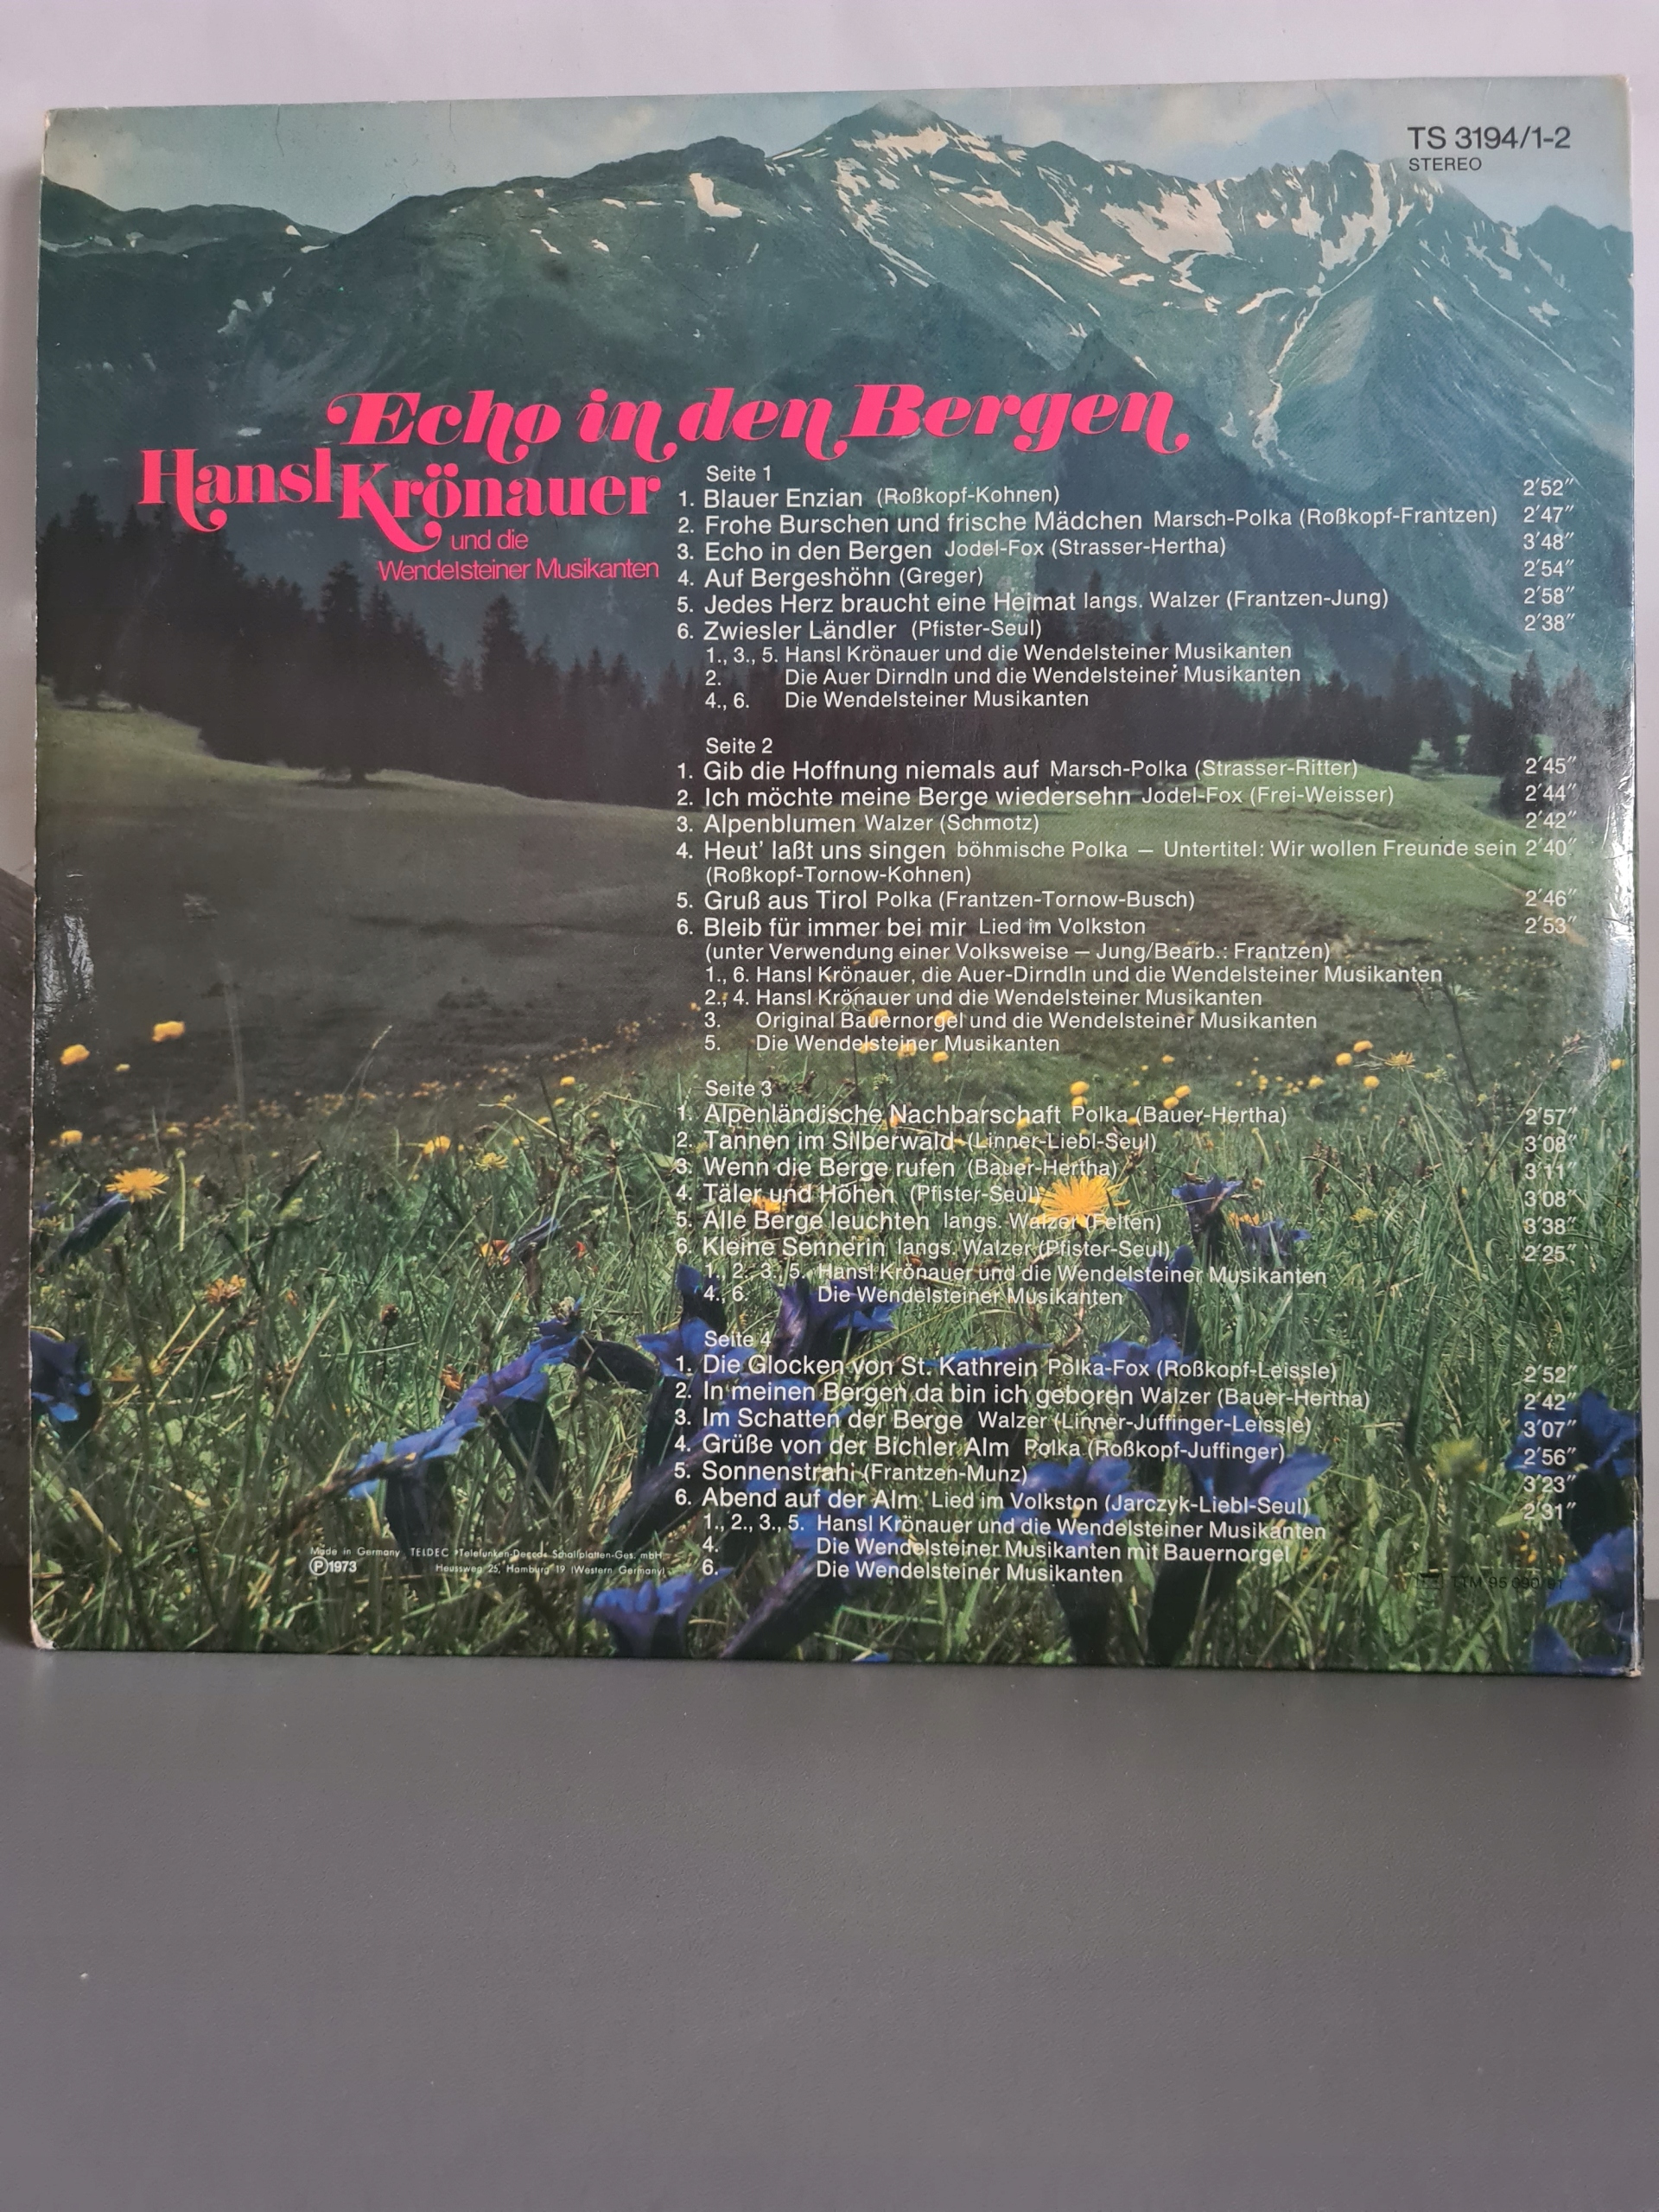 TS 3194/1-2
STEREO
Echo in den Bergen
Hansl Krönauer
und die
Wendelsteiner Musikanten
Seite 1
1. Blauer Enzian (Roßkopf-Kohnen) 2'52"
2. Frohe Burschen und frische Mädchen Marsch-Polka (Roßkopf-Frantzen) 2'47"
3. Echo in den Bergen Jodel-Fox (Strasser-Hertha) 3'48"
4. Auf Bergeshöhn (Greger) 2'54"
5. Jedes Herz braucht eine Heimat langs. Walzer (Frantzen-Jung) 2'58"
6. Zwiesler Ländler (Pfister-Seul) 2'38"
1., 3., 5. Hansl Krönauer und die Wendelsteiner Musikanten
2. Die Auer Dirndln und die Wendelsteiner Musikanten
4., 6. Die Wendelsteiner Musikanten
Seite 2
1. Gib die Hoffnung niemals auf Marsch-Polka (Strasser-Ritter) 2'45"
2. Ich möchte meine Berge wiedersehn Jodel-Fox (Frei-Weisser) 2'44"
3. Alpenblumen Walzer (Schmotz) 2'42"
4. Heut' laßt uns singen böhmische Polka — Untertitel: Wir wollen Freunde sein 2'40"
(Roßkopf-Tornow-Kohnen)
5. Gruß aus Tirol Polka (Frantzen-Tornow-Busch) 2'46"
6. Bleib für immer bei mir Lied im Volkston 2'53"
(unter Verwendung einer Volksweise — Jung/Bearb.: Frantzen)
1., 6. Hansl Krönauer, die Auer-Dirndln und die Wendelsteiner Musikanten
2., 4. Hansl Krönauer und die Wendelsteiner Musikanten
3. Original Bauernorgel und die Wendelsteiner Musikanten
5. Die Wendelsteiner Musikanten
Seite 3
1. Alpenländische Nachbarschaft Polka (Bauer-Hertha) 2'57"
2. Tannen im Silberwald (Linner-Liebl-Seul) 3'08"
3. Wenn die Berge rufen (Bauer-Hertha) 3'11"
4. Täler und Höhen (Pfister-Seul) 3'08"
5. Alle Berge leuchten langs. Walzer (Felten) 3'38"
6. Kleine Sennerin langs. Walzer (Pfister-Seul) 2'25"
1., 2., 3., 5. Hansl Krönauer und die Wendelsteiner Musikanten
4., 6. Die Wendelsteiner Musikanten
Seite 4
1. Die Glocken von St. Kathrein Polka-Fox (Roßkopf-Leissle) 2'52"
2. In meinen Bergen da bin ich geboren Walzer (Bauer-Hertha) 2'42"
3. Im Schatten der Berge Walzer (Linner-Juffinger-Leissle) 3'07"
4. Grüße von der Bichler Alm Polka (Roßkopf-Juffinger) 2'56"
5. Sonnenstrahl (Frantzen-Munz) 3'23"
6. Abend auf der Alm Lied im Volkston (Jarczyk-Liebl-Seul) 2'31"
1., 2., 3., 5. Hansl Krönauer und die Wendelsteiner Musikanten
4. Die Wendelsteiner Musikanten mit Bauernorgel
6. Die Wendelsteiner Musikanten
Made in Germany TELDEC »Telefunken-Decca« Schallplatten-Ges. mbH
Ⓟ1973 Heussweg 25, Hamburg 19 (Western Germany)